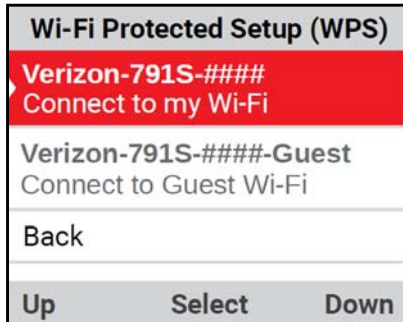 Wi-Fi Protected Setup (WPS)
Verizon-791S-####
Connect to my Wi-Fi
Verizon-791S-####-Guest
Connect to Guest Wi-Fi
Back
Up Select Down